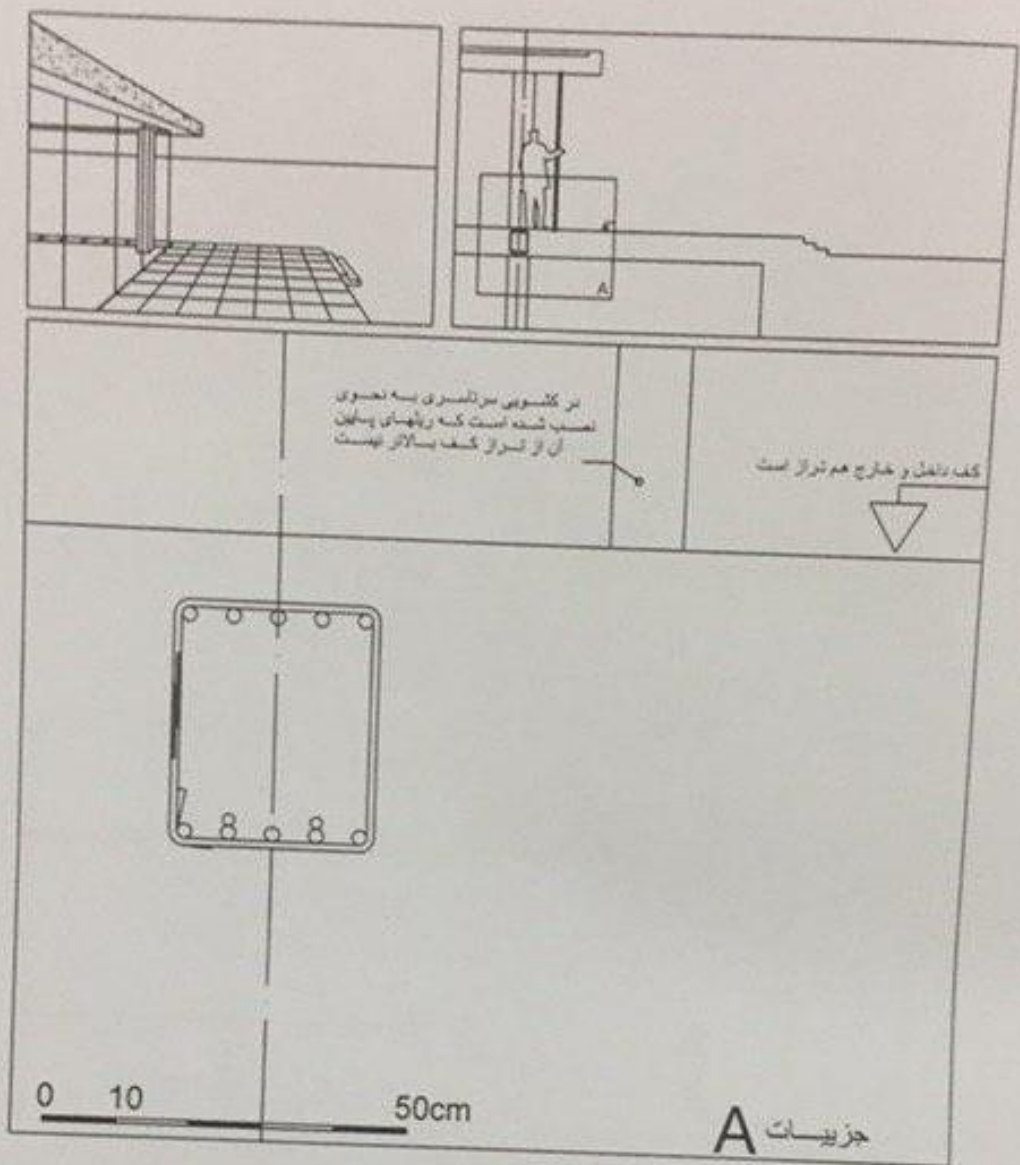 A
در کشویی سرتاسری به نحوی
نصب شده است که ریلهای پایین
آن از تراز کف بالاتر نیست
کف داخل و خارج هم تراز است
0 10 50cm
جزییات A